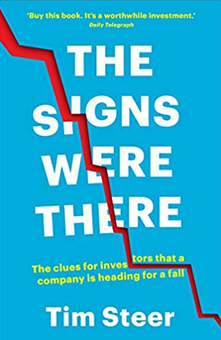 'Buy this book. It's a worthwhile investment.'
Daily Telegraph
THE
SIGNS
WERE
THERE
The clues for investors that a
company is heading for a fall
Tim Steer